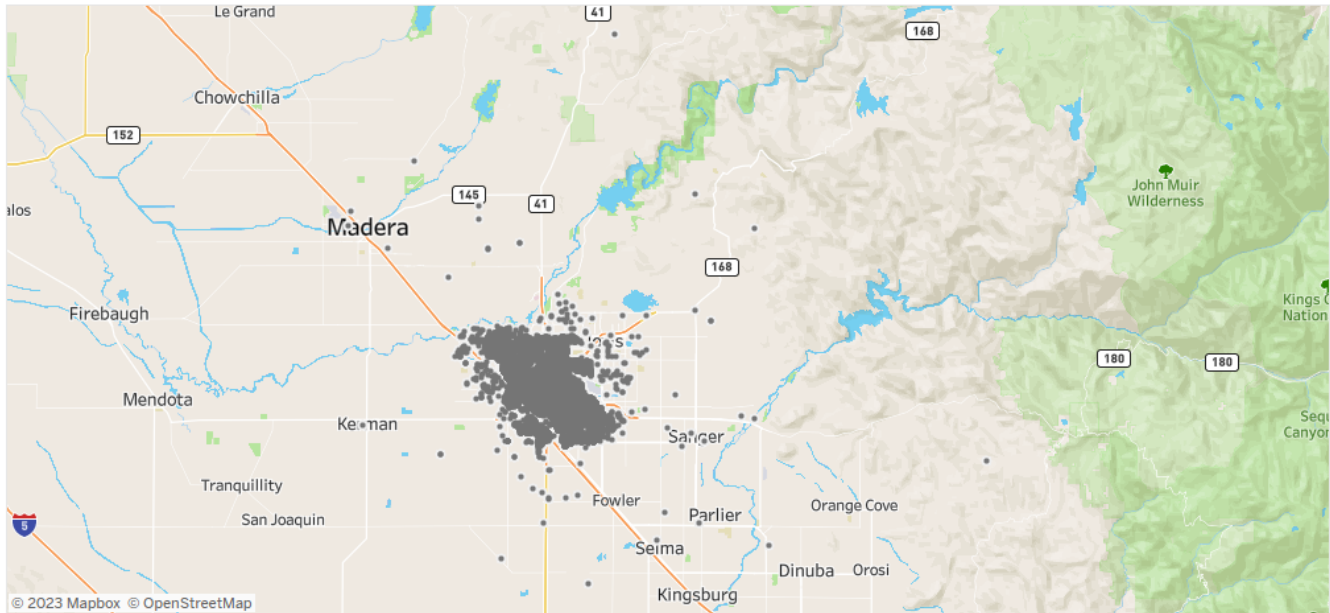 Le Grand
41
168
Chowchilla
152
John Muir
Wilderness
145
41
alos
Madera
168
Kings C
Nation
Firebaugh
180
180
Mendota
Kerman
Sanger
Sequ
Canyon
Tranquillity
Fowler
Orange Cove
San Joaquin
Parlier
5
Selma
Dinuba
Orosi
Kingsburg
© 2023 Mapbox © OpenStreetMap